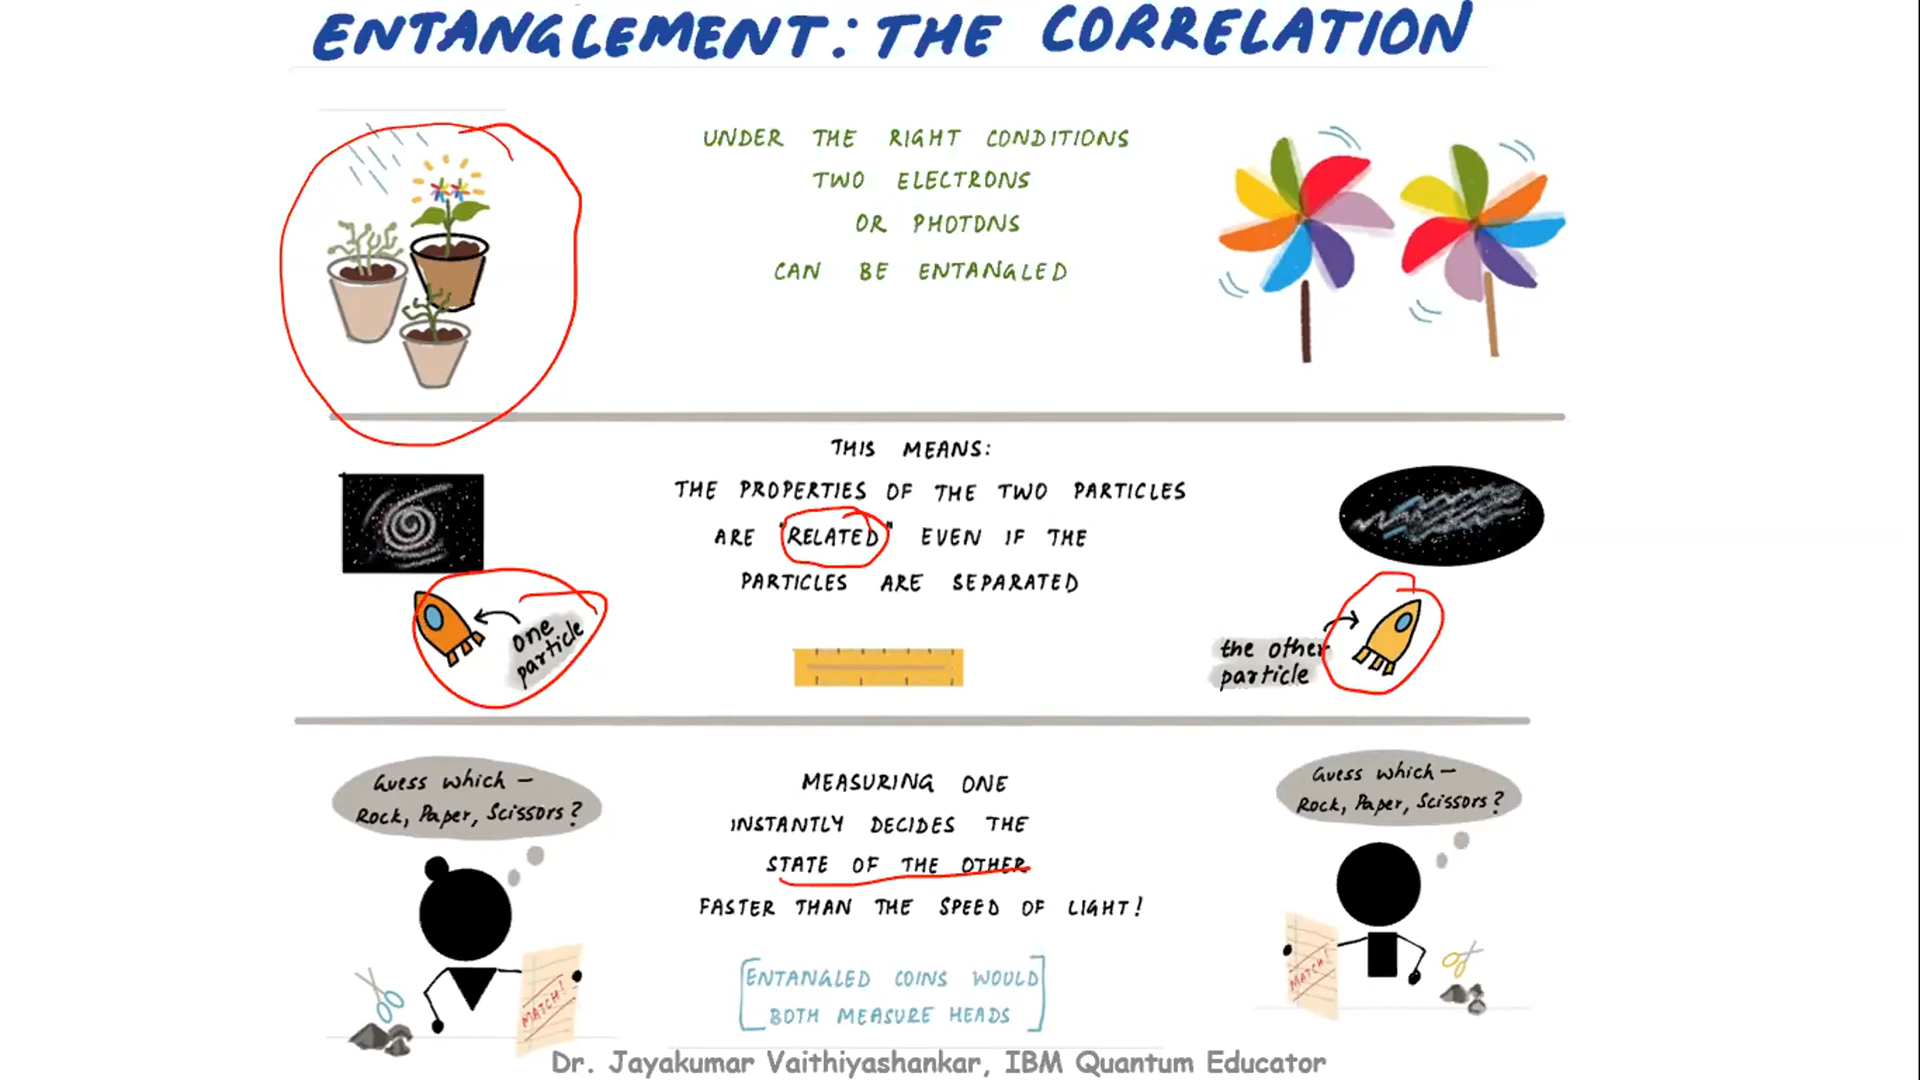 ENTANGLEMENT: THE CORRELATION
UNDER THE RIGHT CONDITIONS
TWO ELECTRONS
OR PHOTONS
CAN BE ENTANGLED
THIS MEANS:
THE PROPERTIES OF THE TWO PARTICLES
ARE "RELATED" EVEN IF THE
PARTICLES ARE SEPARATED
one
particle
the other
particle
Guess which –
Rock, Paper, Scissors?
MATCH!
MEASURING ONE
INSTANTLY DECIDES THE
STATE OF THE OTHER
FASTER THAN THE SPEED OF LIGHT!
[ENTANGLED COINS WOULD
BOTH MEASURE HEADS]
Guess which –
Rock, Paper, Scissors?
MATCH!
Dr. Jayakumar Vaithiyashankar, IBM Quantum Educator